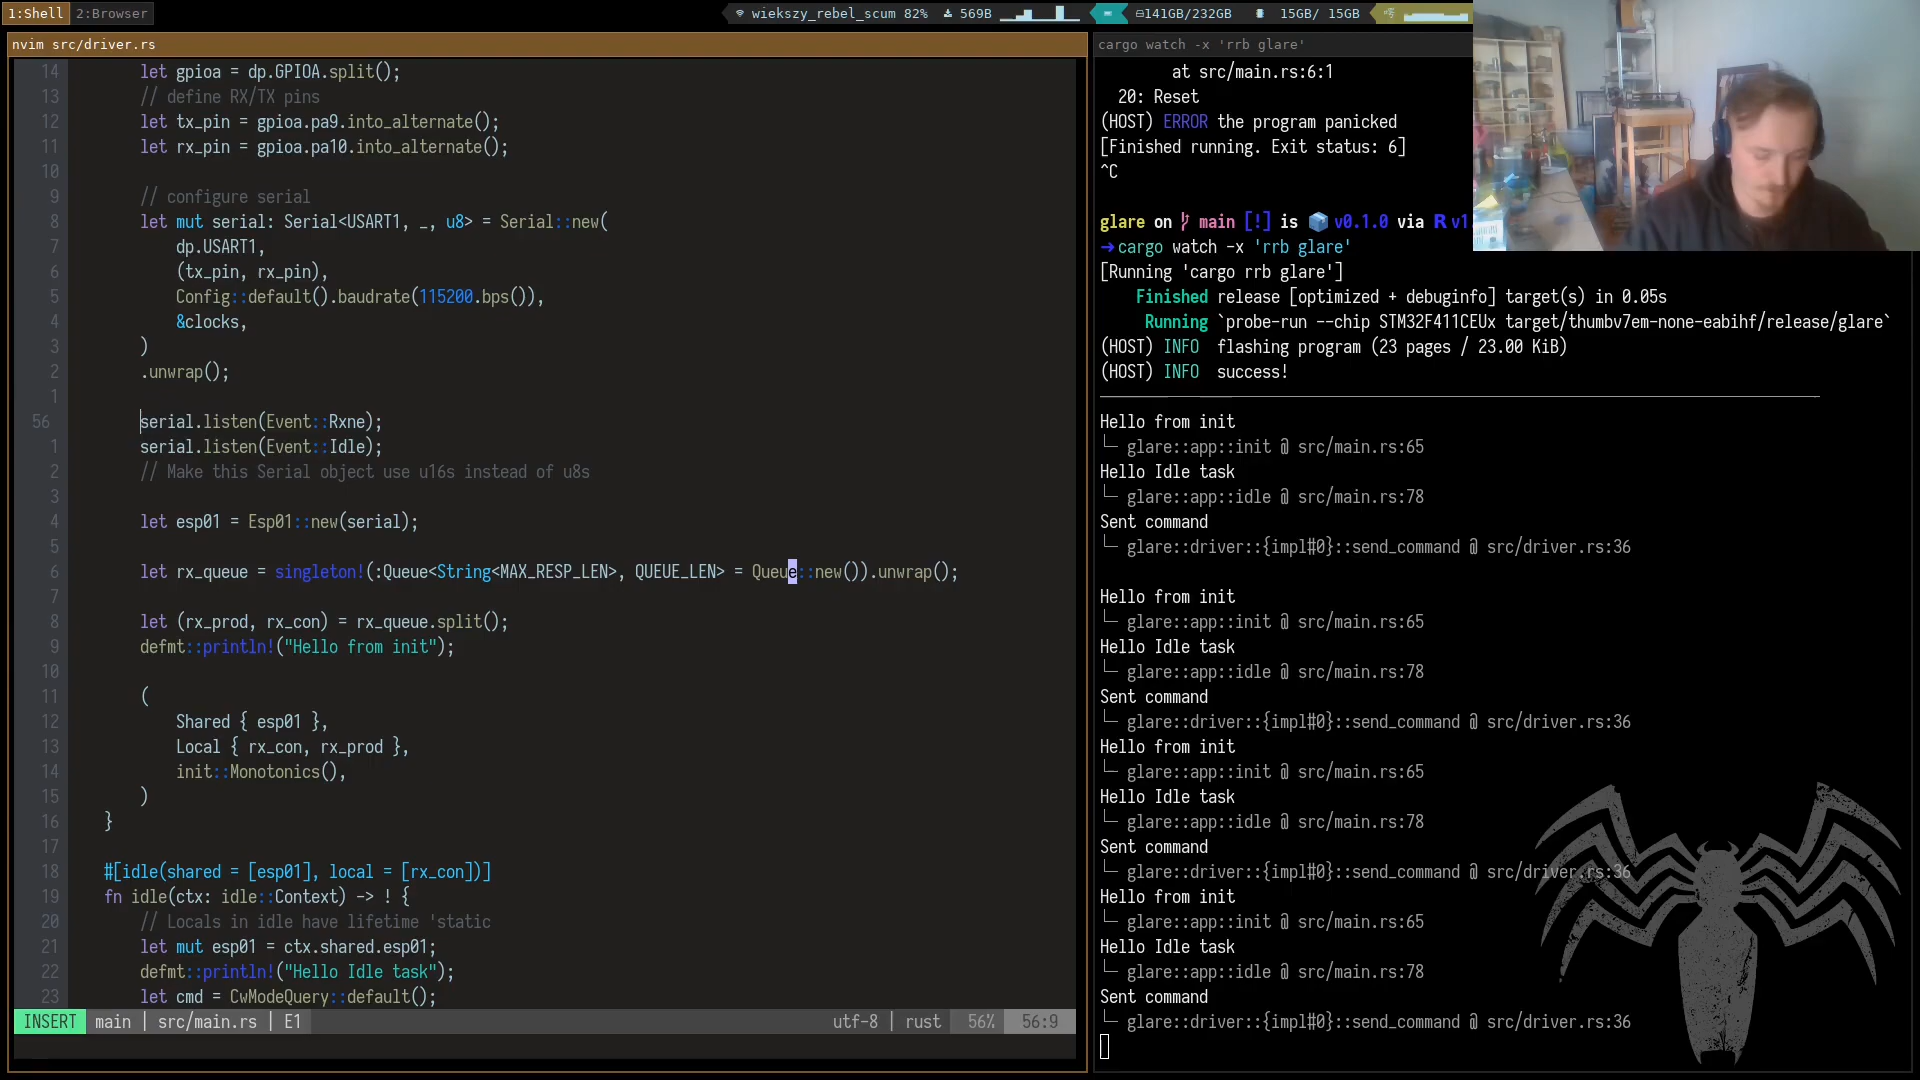 1:Shell 2:Browser
wiekszy_rebel_scum 82% 569B 141GB/232GB 15GB/ 15GB
nvim src/driver.rs
14 let gpioa = dp.GPIOA.split();
13 // define RX/TX pins
12 let tx_pin = gpioa.pa9.into_alternate();
11 let rx_pin = gpioa.pa10.into_alternate();
10
9 // configure serial
8 let mut serial: Serial<USART1, _, u8> = Serial::new(
7 dp.USART1,
6 (tx_pin, rx_pin),
5 Config::default().baudrate(115200.bps()),
4 &clocks,
3 )
2 .unwrap();
1
56 serial.listen(Event::Rxne);
1 serial.listen(Event::Idle);
2 // Make this Serial object use u16s instead of u8s
3
4 let esp01 = Esp01::new(serial);
5
6 let rx_queue = singleton!(:Queue<String<MAX_RESP_LEN>, QUEUE_LEN> = Queue::new()).unwrap();
7
8 let (rx_prod, rx_con) = rx_queue.split();
9 defmt::println!("Hello from init");
10
11 (
12 Shared { esp01 },
13 Local { rx_con, rx_prod },
14 init::Monotonics(),
15 )
16 }
17
18 #[idle(shared = [esp01], local = [rx_con])]
19 fn idle(ctx: idle::Context) -> ! {
20 // Locals in idle have lifetime 'static
21 let mut esp01 = ctx.shared.esp01;
22 defmt::println!("Hello Idle task");
23 let cmd = CwModeQuery::default();
INSERT main | src/main.rs | E1 utf-8 | rust 56% 56:9
cargo watch -x 'rrb glare'
at src/main.rs:6:1
20: Reset
(HOST) ERROR the program panicked
[Finished running. Exit status: 6]
^C
glare on main [!] is v0.1.0 via R v1
➜cargo watch -x 'rrb glare'
[Running 'cargo rrb glare']
Finished release [optimized + debuginfo] target(s) in 0.05s
Running `probe-run --chip STM32F411CEUx target/thumbv7em-none-eabihf/release/glare`
(HOST) INFO flashing program (23 pages / 23.00 KiB)
(HOST) INFO success!
Hello from init
└─ glare::app::init @ src/main.rs:65
Hello Idle task
└─ glare::app::idle @ src/main.rs:78
Sent command
└─ glare::driver::{impl#0}::send_command @ src/driver.rs:36
Hello from init
└─ glare::app::init @ src/main.rs:65
Hello Idle task
└─ glare::app::idle @ src/main.rs:78
Sent command
└─ glare::driver::{impl#0}::send_command @ src/driver.rs:36
Hello from init
└─ glare::app::init @ src/main.rs:65
Hello Idle task
└─ glare::app::idle @ src/main.rs:78
Sent command
└─ glare::driver::{impl#0}::send_command @ src/driver.rs:36
Hello from init
└─ glare::app::init @ src/main.rs:65
Hello Idle task
└─ glare::app::idle @ src/main.rs:78
Sent command
└─ glare::driver::{impl#0}::send_command @ src/driver.rs:36